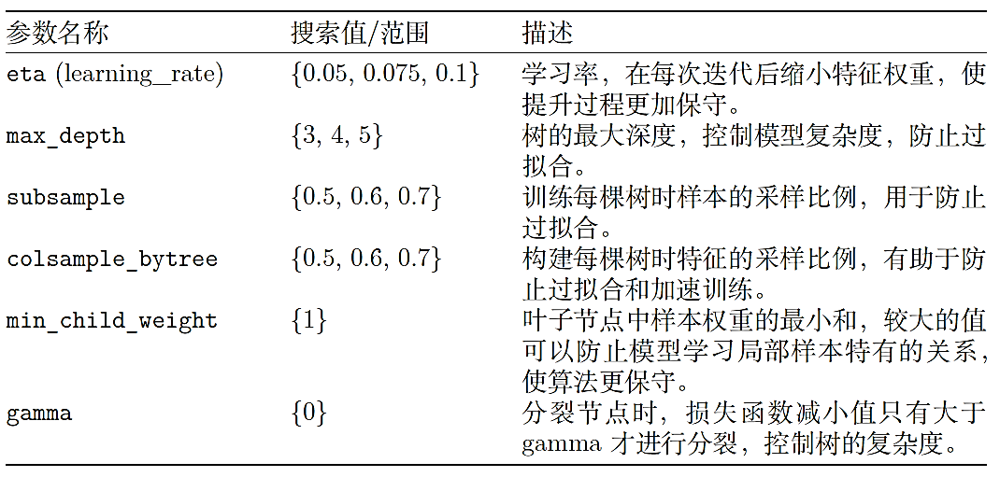 参数名称 搜索值/范围 描述
eta (learning_rate) {0.05, 0.075, 0.1} 学习率，在每次迭代后缩小特征权重，使
提升过程更加保守。
max_depth {3, 4, 5} 树的最大深度，控制模型复杂度，防止过
拟合。
subsample {0.5, 0.6, 0.7} 训练每棵树时样本的采样比例，用于防止
过拟合。
colsample_bytree {0.5, 0.6, 0.7} 构建每棵树时特征的采样比例，有助于防
止过拟合和加速训练。
min_child_weight {1} 叶子节点中样本权重的最小和，较大的值
可以防止模型学习局部样本特有的关系，
使算法更保守。
gamma {0} 分裂节点时，损失函数减小值只有大于
gamma 才进行分裂，控制树的复杂度。